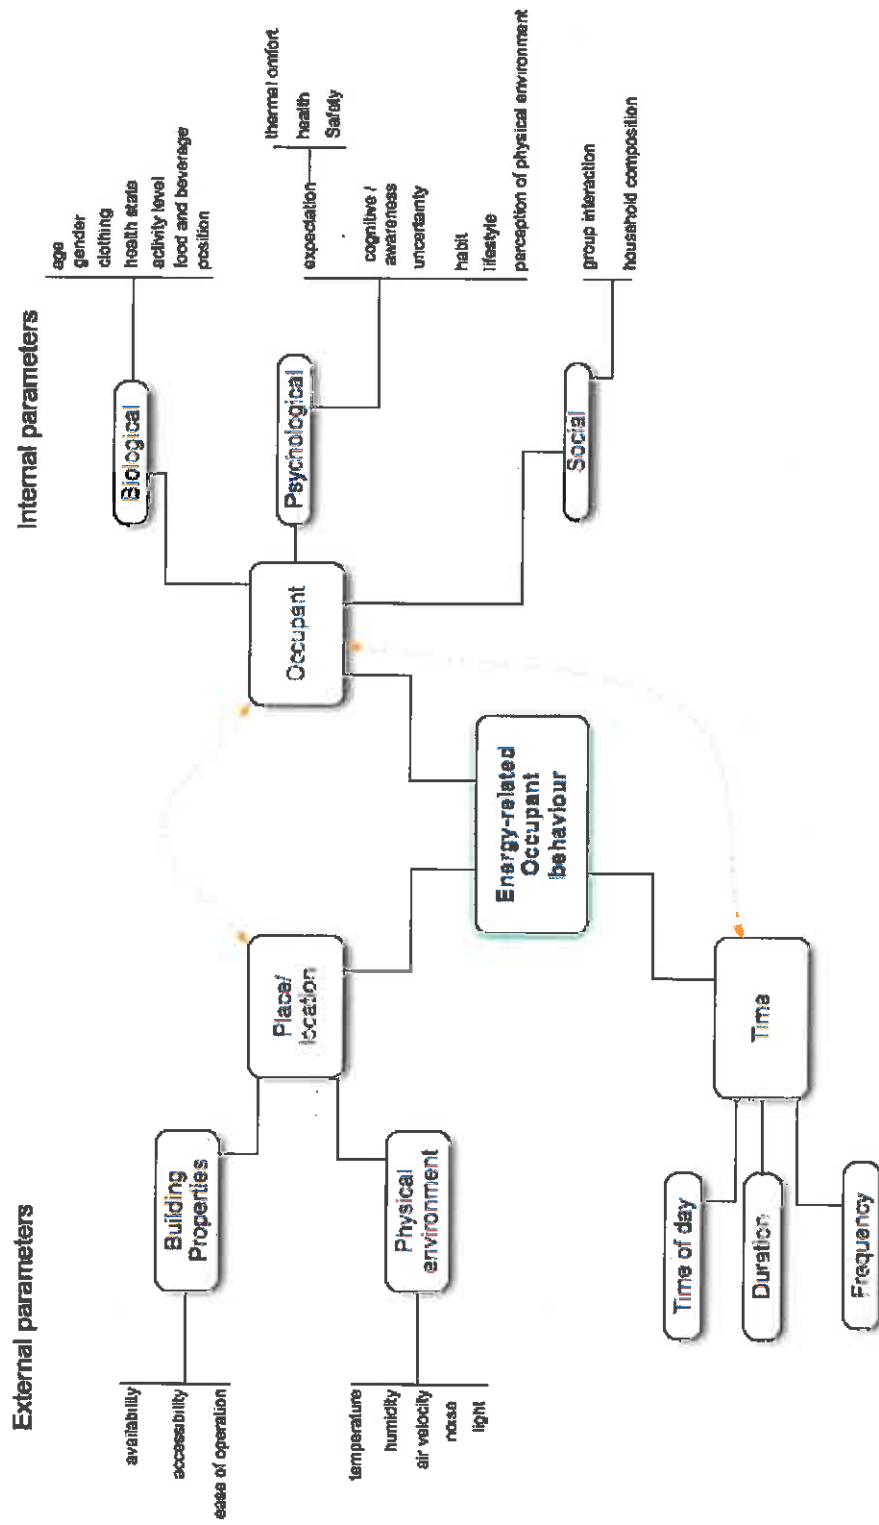 External parameters
Internal parameters
availability
accessibility
ease of operation
Building
Properties
temperature
humidity
air velocity
noise
light
Physical
environment
Place/
location
Time of day
Duration
Frequency
Time
Energy-related
Occupant
behaviour
Occupant
Biological
age
gender
clothing
health state
activity level
food and beverage
position
Psychological
expectation
thermal omfort
health
Safety
cognitive /
awareness
uncertainty
habit
lifestyle
perception of physical environment
Social
group interaction
household composition